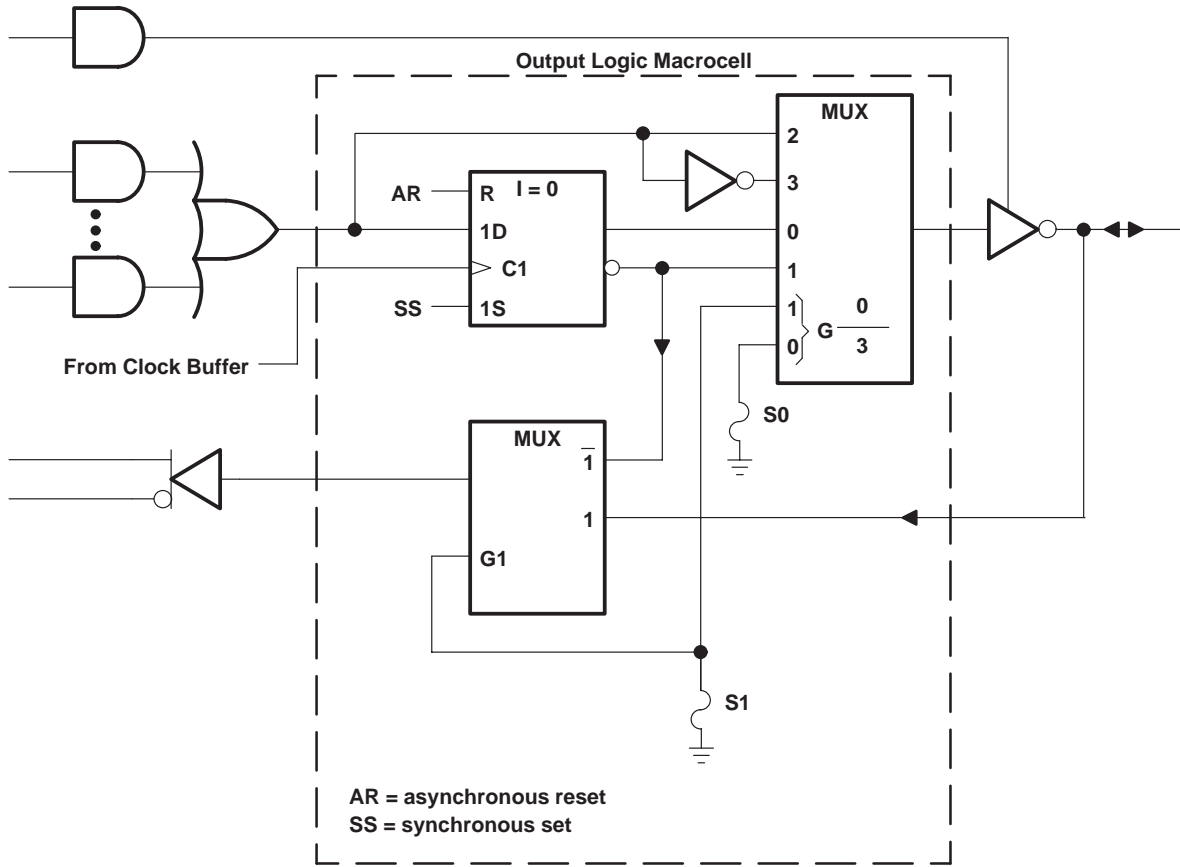 Output Logic Macrocell
MUX
2
3
0
1
1
0
G 0
3
AR
R
I = 0
1D
C1
SS
1S
From Clock Buffer
S0
MUX
1̅
1
G1
S1
AR = asynchronous reset
SS = synchronous set